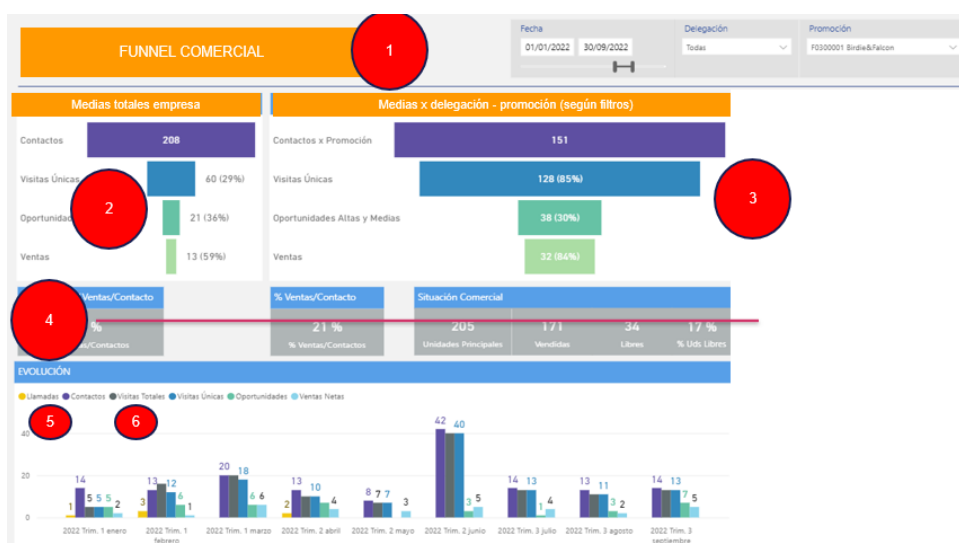 FUNNEL COMERCIAL
1
Fecha
Delegación
Promoción
01/01/2022 30/09/2022
Todas
F0300001 Birdie&Falcon
Medias totales empresa
Medias x delegación - promoción (según filtros)
Contactos
208
Contactos x Promoción
151
Visitas Únicas
60 (29%)
Visitas Únicas
128 (85%)
2
3
Oportunidad
21 (36%)
Oportunidades Altas y Medias
38 (30%)
Ventas
13 (59%)
Ventas
32 (84%)
Ventas/Contacto
% Ventas/Contacto
Situación Comercial
4
%
21 %
205
171
34
17 %
% Ventas/Contactos
Unidades Principales
Vendidas
Libres
% Uds Libres
EVOLUCIÓN
Llamadas Contactos Visitas Totales Visitas Únicas Oportunidades Ventas Netas
5
6
40
20
0
1 14 5 5 5 2
3 13 12 6 1
20 18 6 6
2 13 10 4
8 7 7 3
42 40 3 5
14 13 1 4
13 11 3 2
14 13 7 5
2022 Trim. 1 enero
2022 Trim. 1 febrero
2022 Trim. 1 marzo
2022 Trim. 2 abril
2022 Trim. 2 mayo
2022 Trim. 2 junio
2022 Trim. 3 julio
2022 Trim. 3 agosto
2022 Trim. 3 septiembre